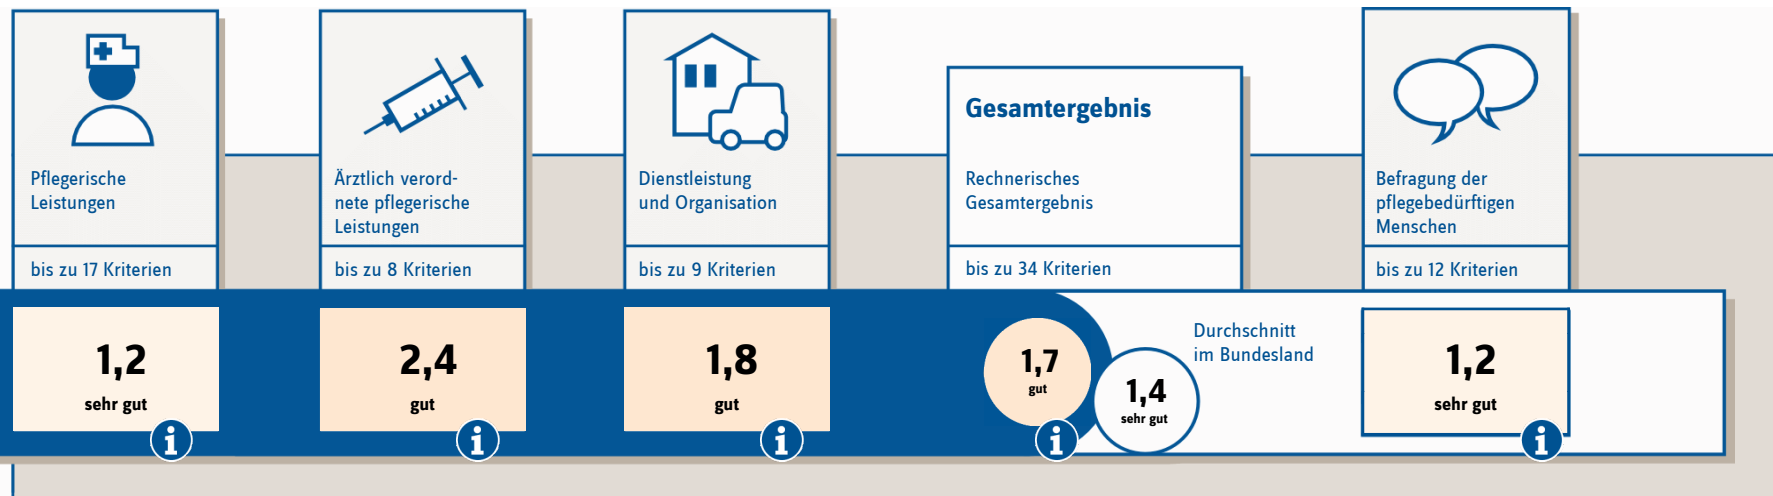 Pflegerische
Leistungen
bis zu 17 Kriterien
1,2
sehr gut
i
Ärztlich verord-
nete pflegerische
Leistungen
bis zu 8 Kriterien
2,4
gut
i
Dienstleistung
und Organisation
bis zu 9 Kriterien
1,8
gut
i
Gesamtergebnis
Rechnerisches
Gesamtergebnis
bis zu 34 Kriterien
1,7
gut
i
Durchschnitt
im Bundesland
1,4
sehr gut
Befragung der
pflegebedürftigen
Menschen
bis zu 12 Kriterien
1,2
sehr gut
i